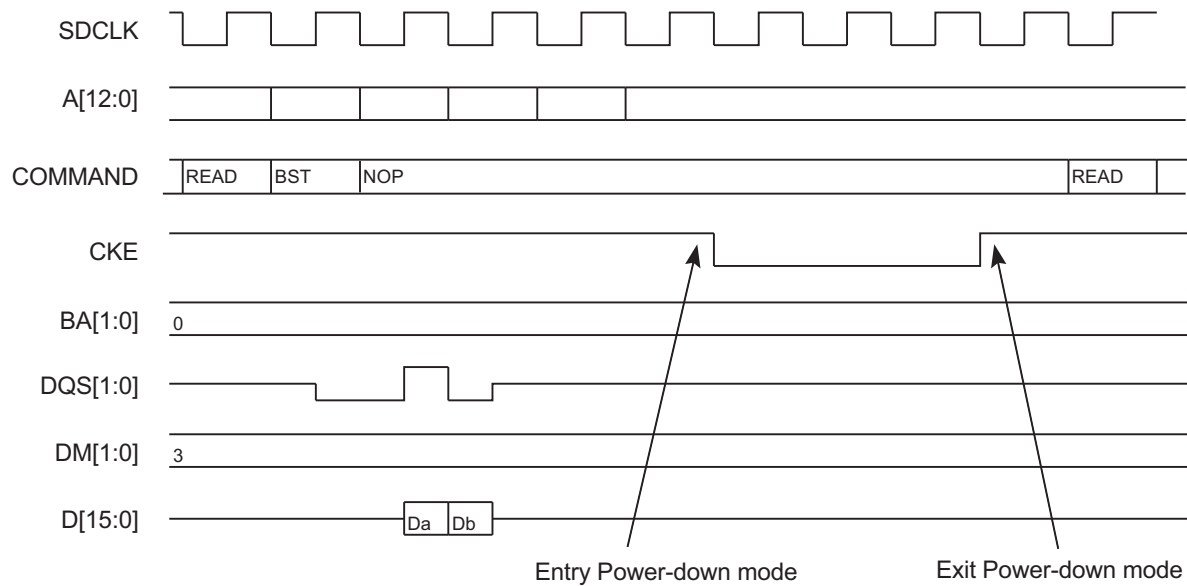 SDCLK
A[12:0]
COMMAND READ BST NOP READ
CKE
BA[1:0] 0
DQS[1:0]
DM[1:0] 3
D[15:0] Da Db
Entry Power-down mode Exit Power-down mode